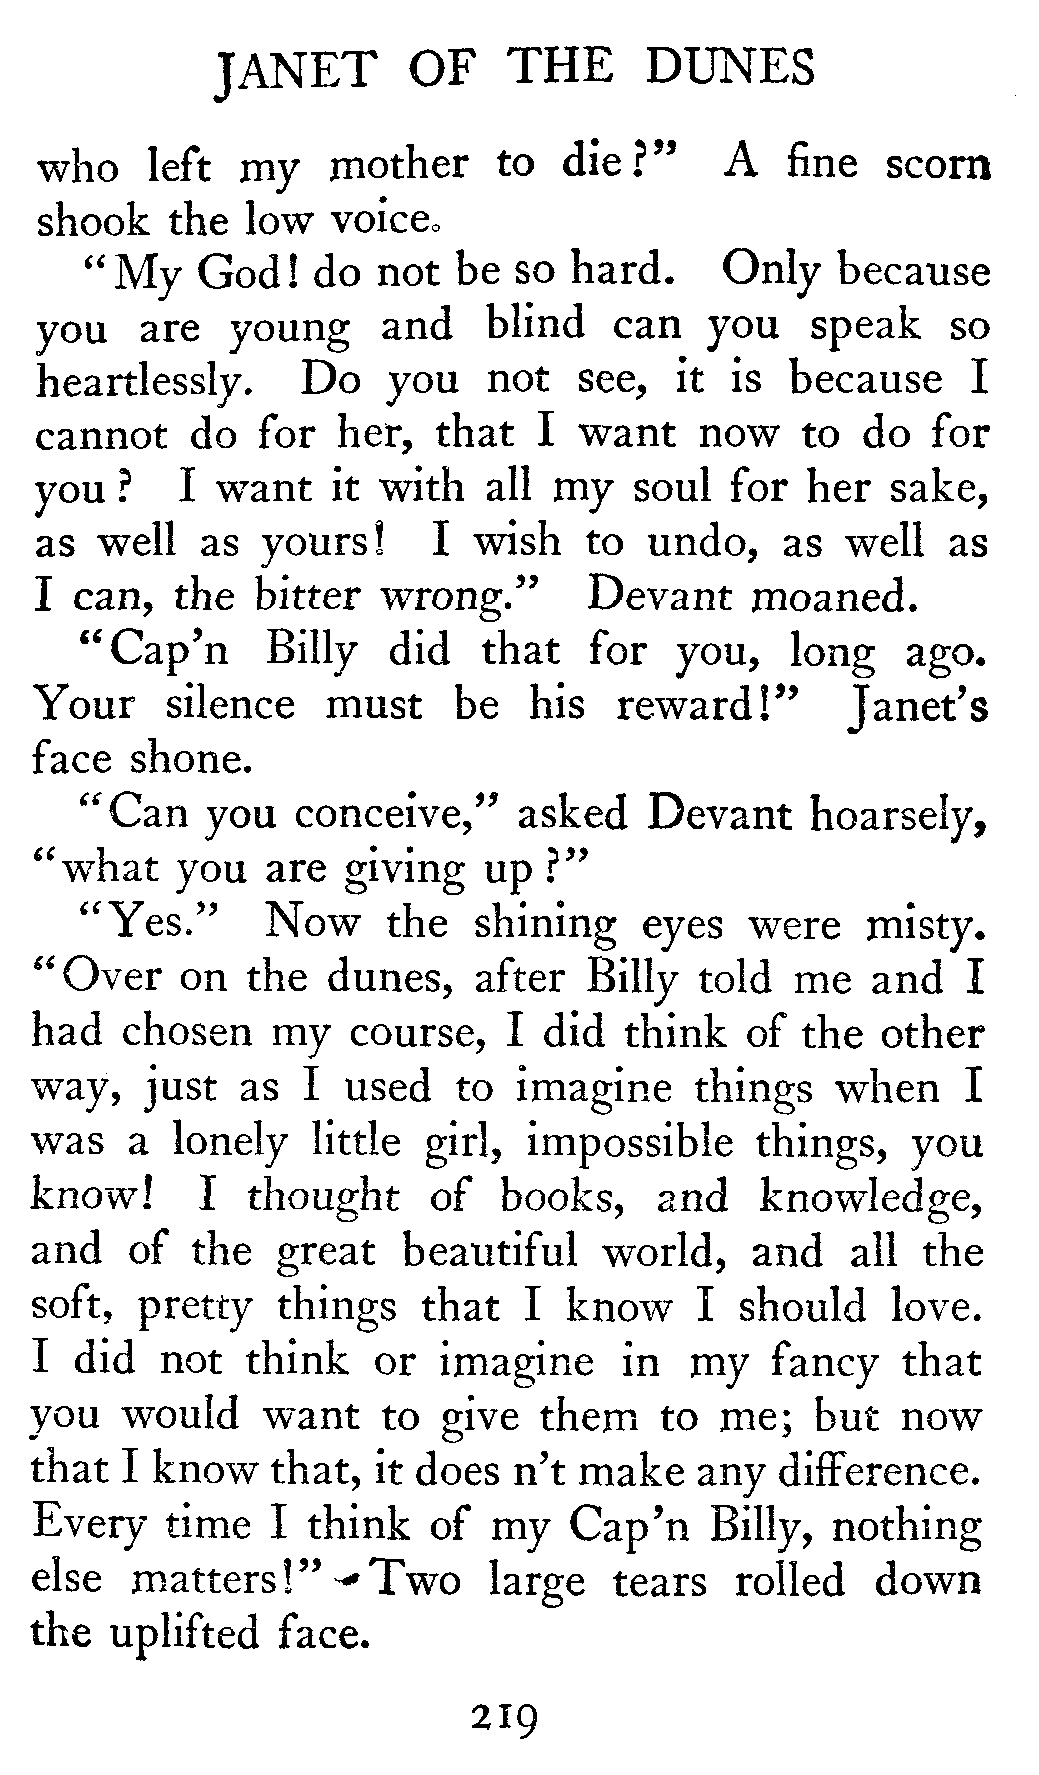 JANET OF THE DUNES
who left my mother to die?" A fine scorn
shook the low voice.
"My God! do not be so hard. Only because
you are young and blind can you speak so
heartlessly. Do you not see, it is because I
cannot do for her, that I want now to do for
you? I want it with all my soul for her sake,
as well as yours! I wish to undo, as well as
I can, the bitter wrong." Devant moaned.
"Cap'n Billy did that for you, long ago.
Your silence must be his reward!" Janet's
face shone.
"Can you conceive," asked Devant hoarsely,
"what you are giving up?"
"Yes." Now the shining eyes were misty.
"Over on the dunes, after Billy told me and I
had chosen my course, I did think of the other
way, just as I used to imagine things when I
was a lonely little girl, impossible things, you
know! I thought of books, and knowledge,
and of the great beautiful world, and all the
soft, pretty things that I know I should love.
I did not think or imagine in my fancy that
you would want to give them to me; but now
that I know that, it does n't make any difference.
Every time I think of my Cap'n Billy, nothing
else matters!" Two large tears rolled down
the uplifted face.
219